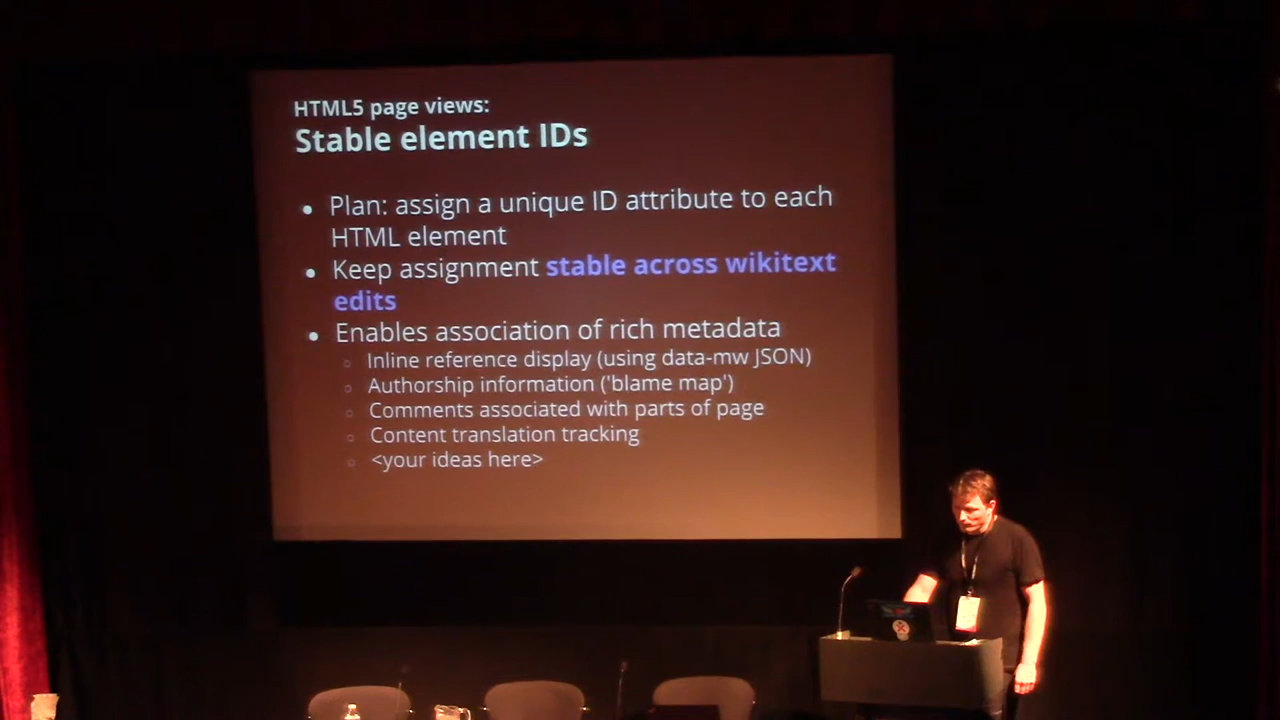 HTML5 page views:
Stable element IDs
• Plan: assign a unique ID attribute to each
HTML element
• Keep assignment stable across wikitext
edits
• Enables association of rich metadata
○ Inline reference display (using data-mw JSON)
○ Authorship information ('blame map')
○ Comments associated with parts of page
○ Content translation tracking
○ <your ideas here>